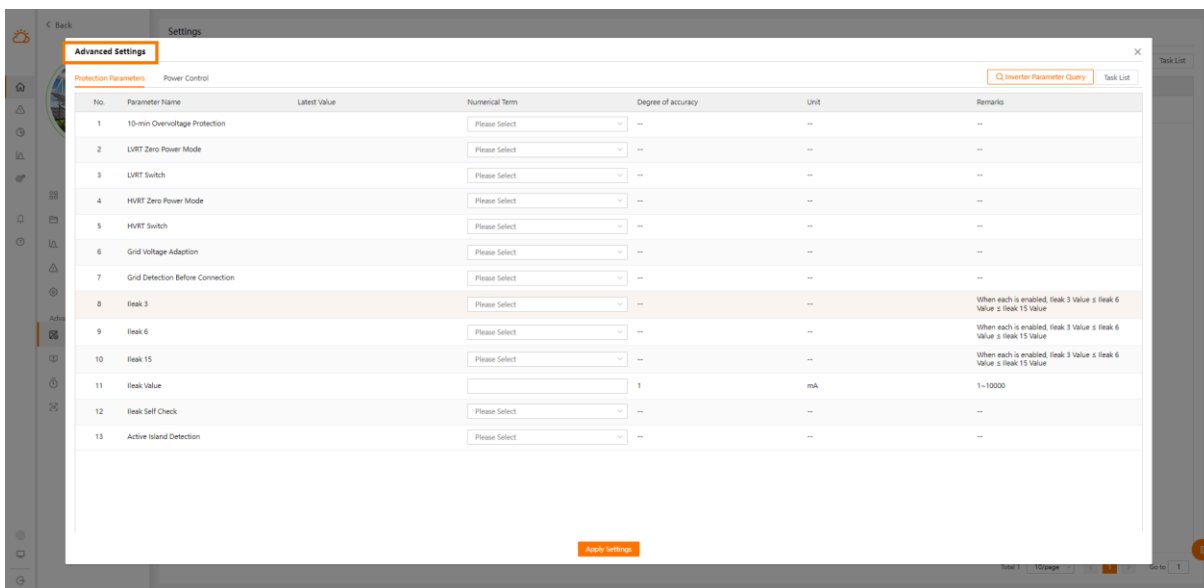 < Back
Settings
Advanced Settings
Task List
Protection Parameters Power Control Inverter Parameter Query Task List
No. Parameter Name Latest Value Numerical Term Degree of accuracy Unit Remarks
1 10-min Overvoltage Protection Please Select -- -- --
2 LVRT Zero Power Mode Please Select -- -- --
3 LVRT Switch Please Select -- -- --
4 HVRT Zero Power Mode Please Select -- -- --
5 HVRT Switch Please Select -- -- --
6 Grid Voltage Adaption Please Select -- -- --
7 Grid Detection Before Connection Please Select -- -- --
8 Ileak 3 Please Select -- -- When each is enabled, Ileak 3 Value ≤ Ileak 6
Value ≤ Ileak 15 Value
9 Ileak 6 Please Select -- -- When each is enabled, Ileak 3 Value ≤ Ileak 6
Value ≤ Ileak 15 Value
10 Ileak 15 Please Select -- -- When each is enabled, Ileak 3 Value ≤ Ileak 6
Value ≤ Ileak 15 Value
11 Ileak Value 1 mA 1~10000
12 Ileak Self Check Please Select -- -- --
13 Active Island Detection Please Select -- -- --
Apply Settings
Total 1 10/page 1 Go to 1